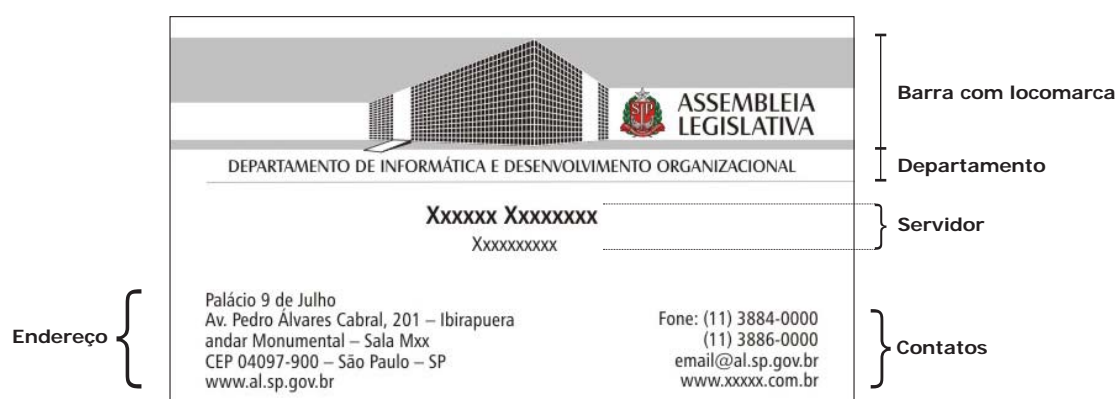 SP
ASSEMBLEIA
LEGISLATIVA
Barra com locomarca
DEPARTAMENTO DE INFORMÁTICA E DESENVOLVIMENTO ORGANIZACIONAL
Departamento
Xxxxxx Xxxxxxxx
Xxxxxxxxxx
Servidor
Endereço
Palácio 9 de Julho
Av. Pedro Álvares Cabral, 201 – Ibirapuera
andar Monumental – Sala Mxx
CEP 04097-900 – São Paulo – SP
www.al.sp.gov.br
Fone: (11) 3884-0000
(11) 3886-0000
email@al.sp.gov.br
www.xxxxx.com.br
Contatos